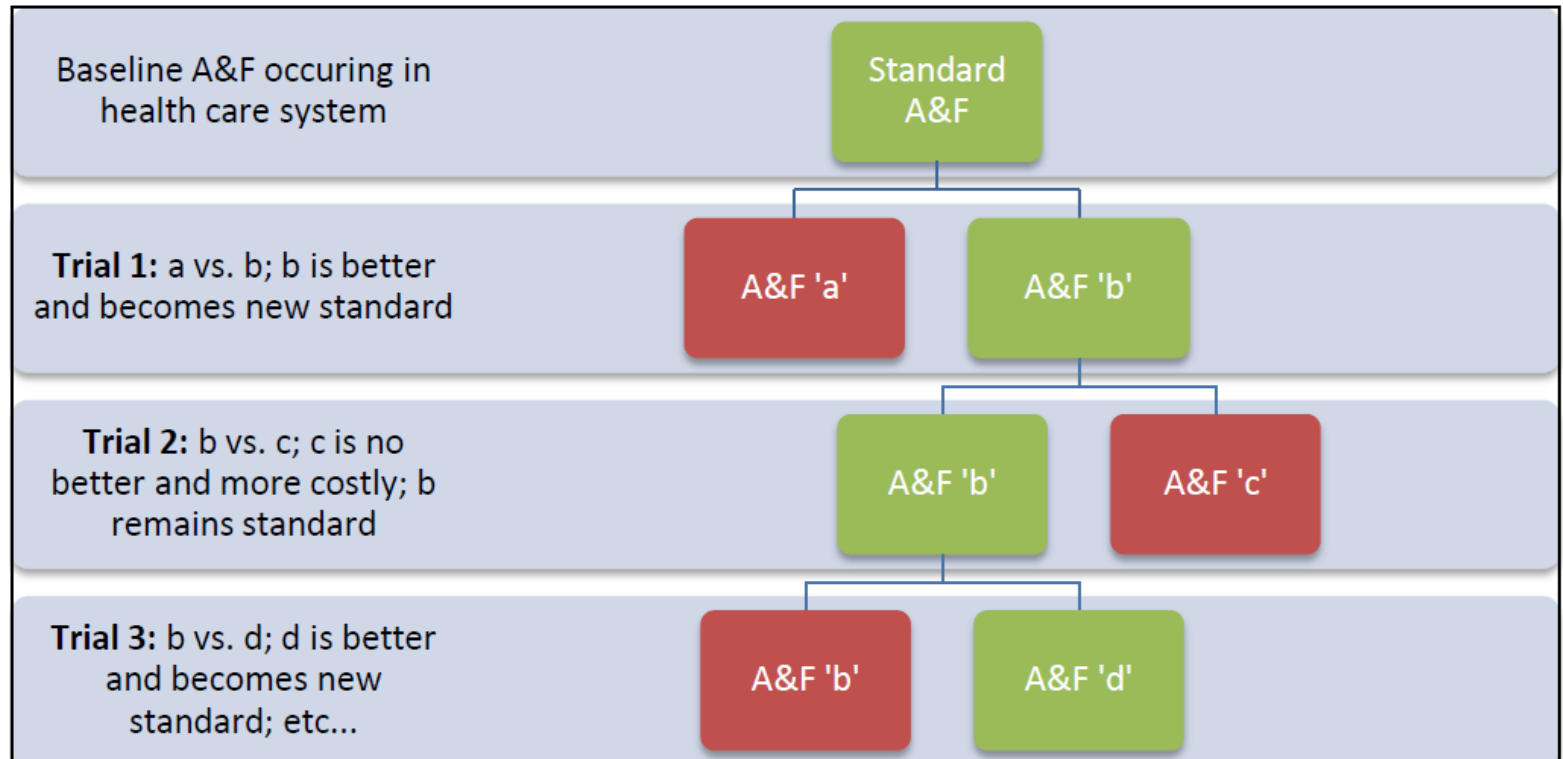 Baseline A&F occuring in
health care system
Standard
A&F
Trial 1: a vs. b; b is better
and becomes new standard
A&F 'a'
A&F 'b'
Trial 2: b vs. c; c is no
better and more costly; b
remains standard
A&F 'b'
A&F 'c'
Trial 3: b vs. d; d is better
and becomes new
standard; etc...
A&F 'b'
A&F 'd'